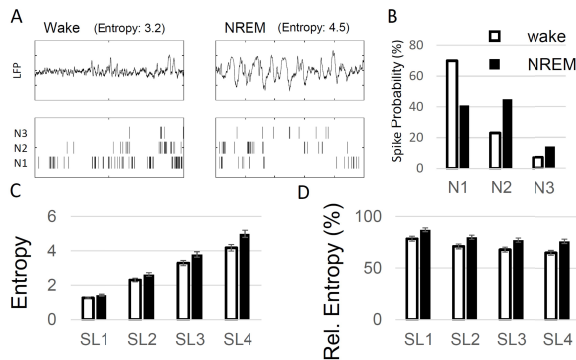 A
Wake (Entropy: 3.2)
NREM (Entropy: 4.5)
LFP
N3
N2
N1
B
Spike Probability (%)
80
60
40
20
0
wake
NREM
N1 N2 N3
C
Entropy
6
4
2
0
SL1 SL2 SL3 SL4
D
Rel. Entropy (%)
100
50
0
SL1 SL2 SL3 SL4